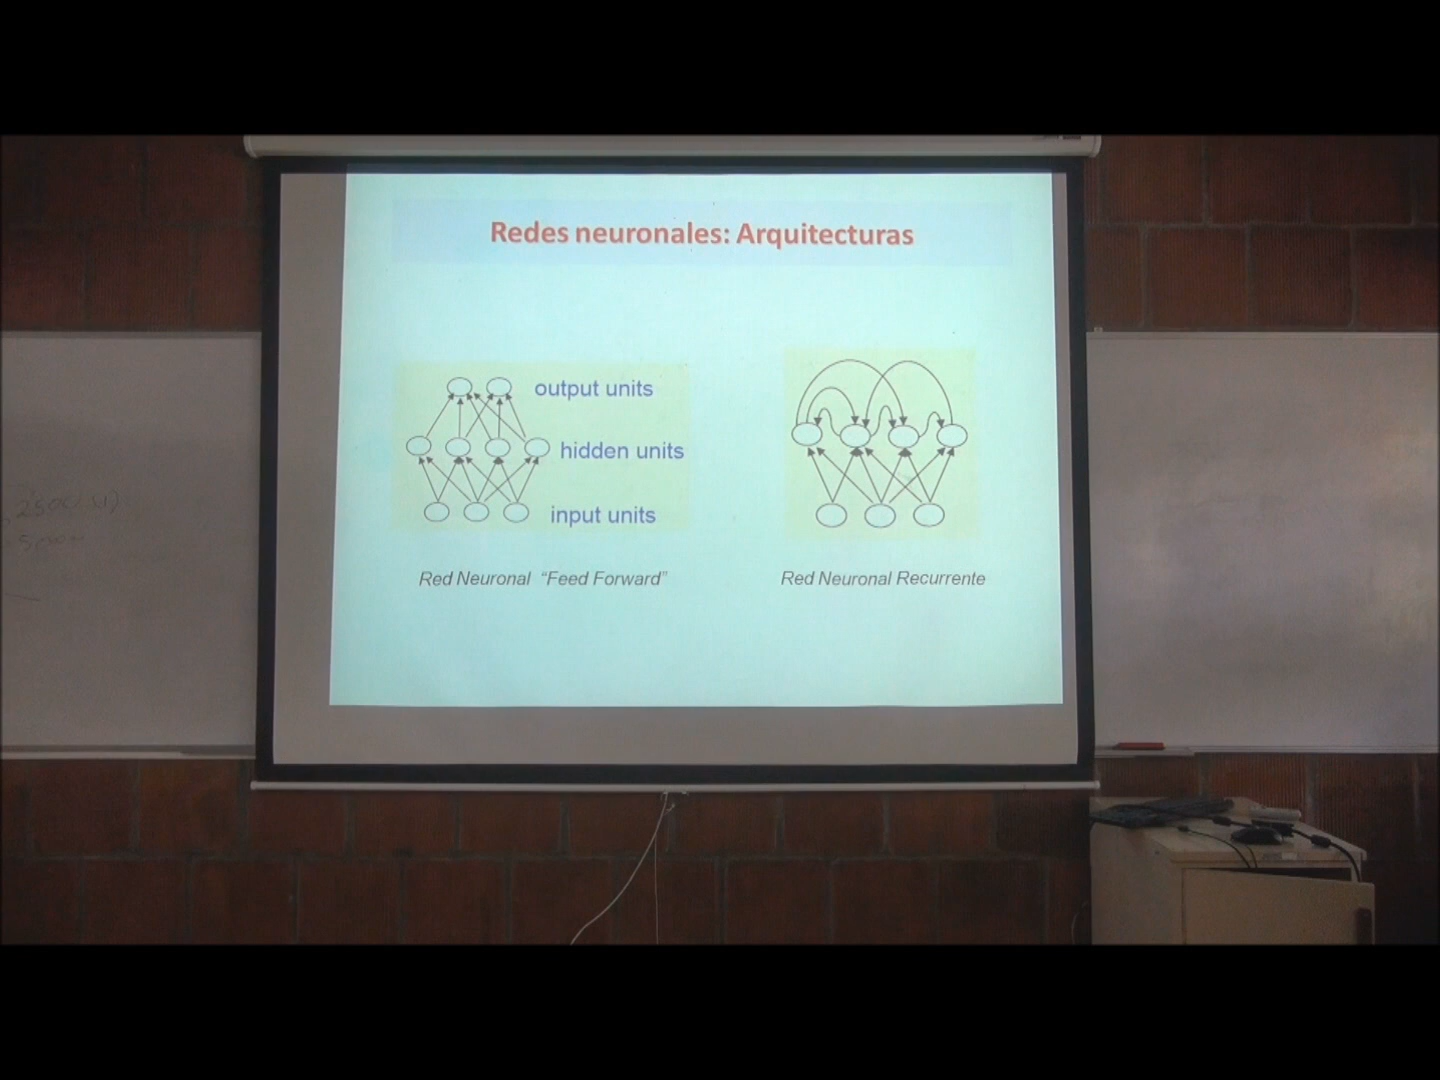 Redes neuronales: Arquitecturas
output units
hidden units
input units
Red Neuronal “Feed Forward”
Red Neuronal Recurrente